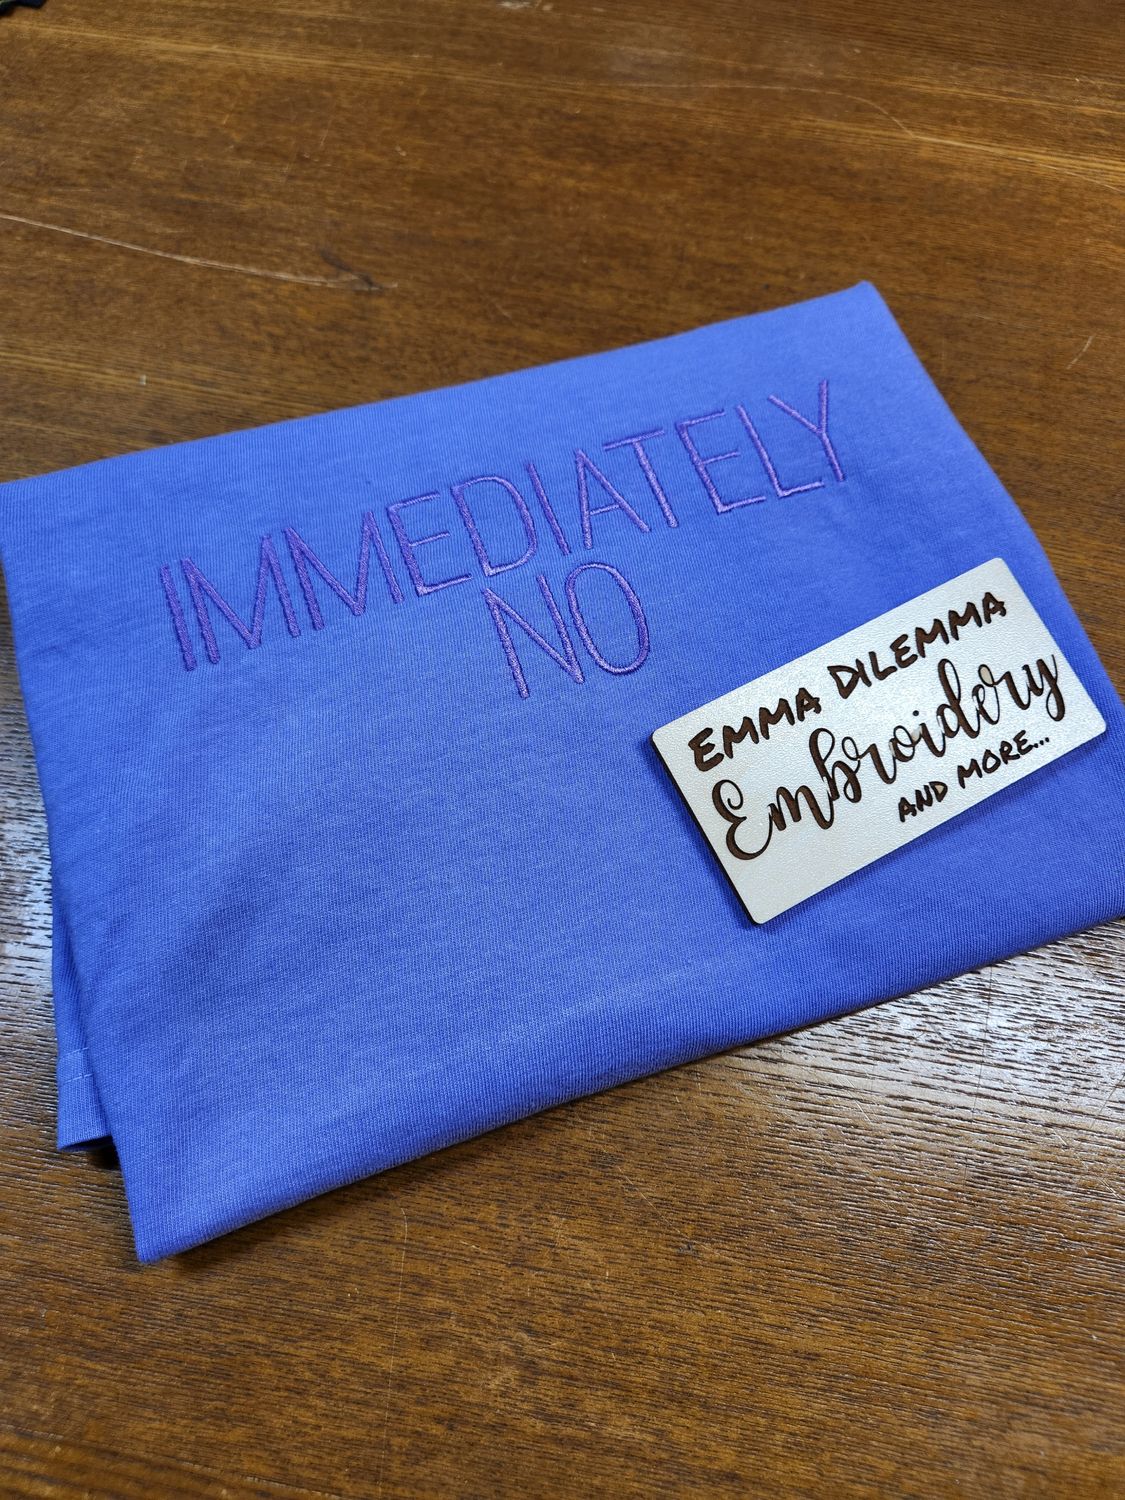 IMMEDIATELY
NO
EMMA DILEMMA
Embroidery
AND MORE...